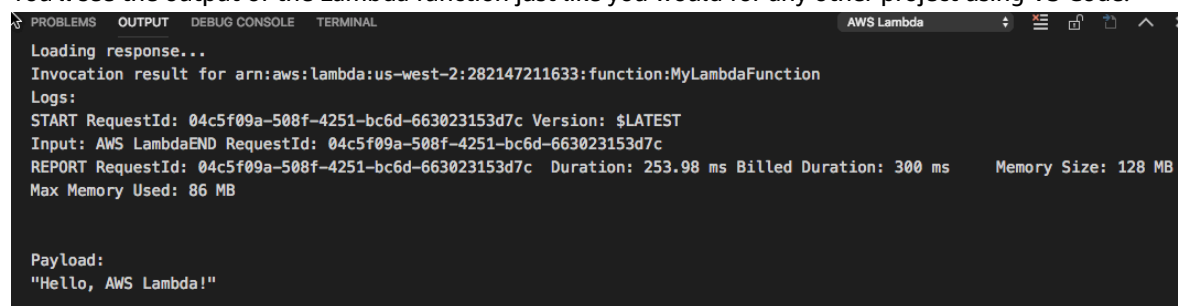 You'll see the output of the Lambda function just like you would for any other project using VS Code.
PROBLEMS OUTPUT DEBUG CONSOLE TERMINAL AWS Lambda
Loading response...
Invocation result for arn:aws:lambda:us-west-2:282147211633:function:MyLambdaFunction
Logs:
START RequestId: 04c5f09a-508f-4251-bc6d-663023153d7c Version: $LATEST
Input: AWS LambdaEND RequestId: 04c5f09a-508f-4251-bc6d-663023153d7c
REPORT RequestId: 04c5f09a-508f-4251-bc6d-663023153d7c Duration: 253.98 ms Billed Duration: 300 ms Memory Size: 128 MB
Max Memory Used: 86 MB
Payload:
"Hello, AWS Lambda!"